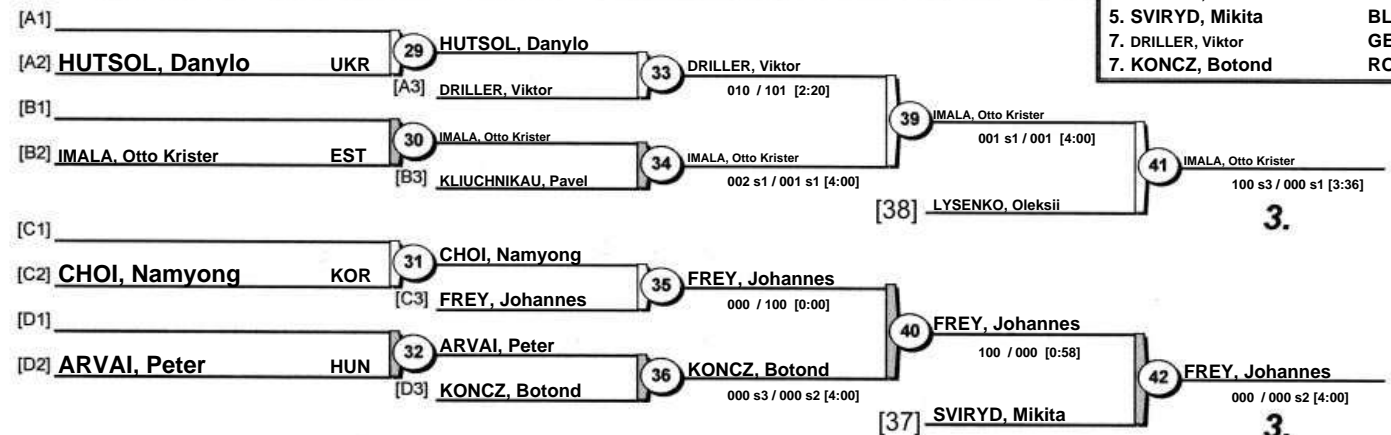 5. SVIRYD, Mikita BL
7. DRILLER, Viktor GE
7. KONCZ, Botond RO
[A1]
[A2] HUTSOL, Danylo UKR
29 HUTSOL, Danylo
[A3] DRILLER, Viktor
33 DRILLER, Viktor
010 / 101 [2:20]
[B1]
[B2] IMALA, Otto Krister EST
30 IMALA, Otto Krister
[B3] KLIUCHNIKAU, Pavel
34 IMALA, Otto Krister
002 s1 / 001 s1 [4:00]
39 IMALA, Otto Krister
001 s1 / 001 [4:00]
[38] LYSENKO, Oleksii
41 IMALA, Otto Krister
100 s3 / 000 s1 [3:36]
3.
[C1]
[C2] CHOI, Namyong KOR
31 CHOI, Namyong
[C3] FREY, Johannes
35 FREY, Johannes
000 / 100 [0:00]
[D1]
[D2] ARVAI, Peter HUN
32 ARVAI, Peter
[D3] KONCZ, Botond
36 KONCZ, Botond
000 s3 / 000 s2 [4:00]
40 FREY, Johannes
100 / 000 [0:58]
[37] SVIRYD, Mikita
42 FREY, Johannes
000 / 000 s2 [4:00]
3.